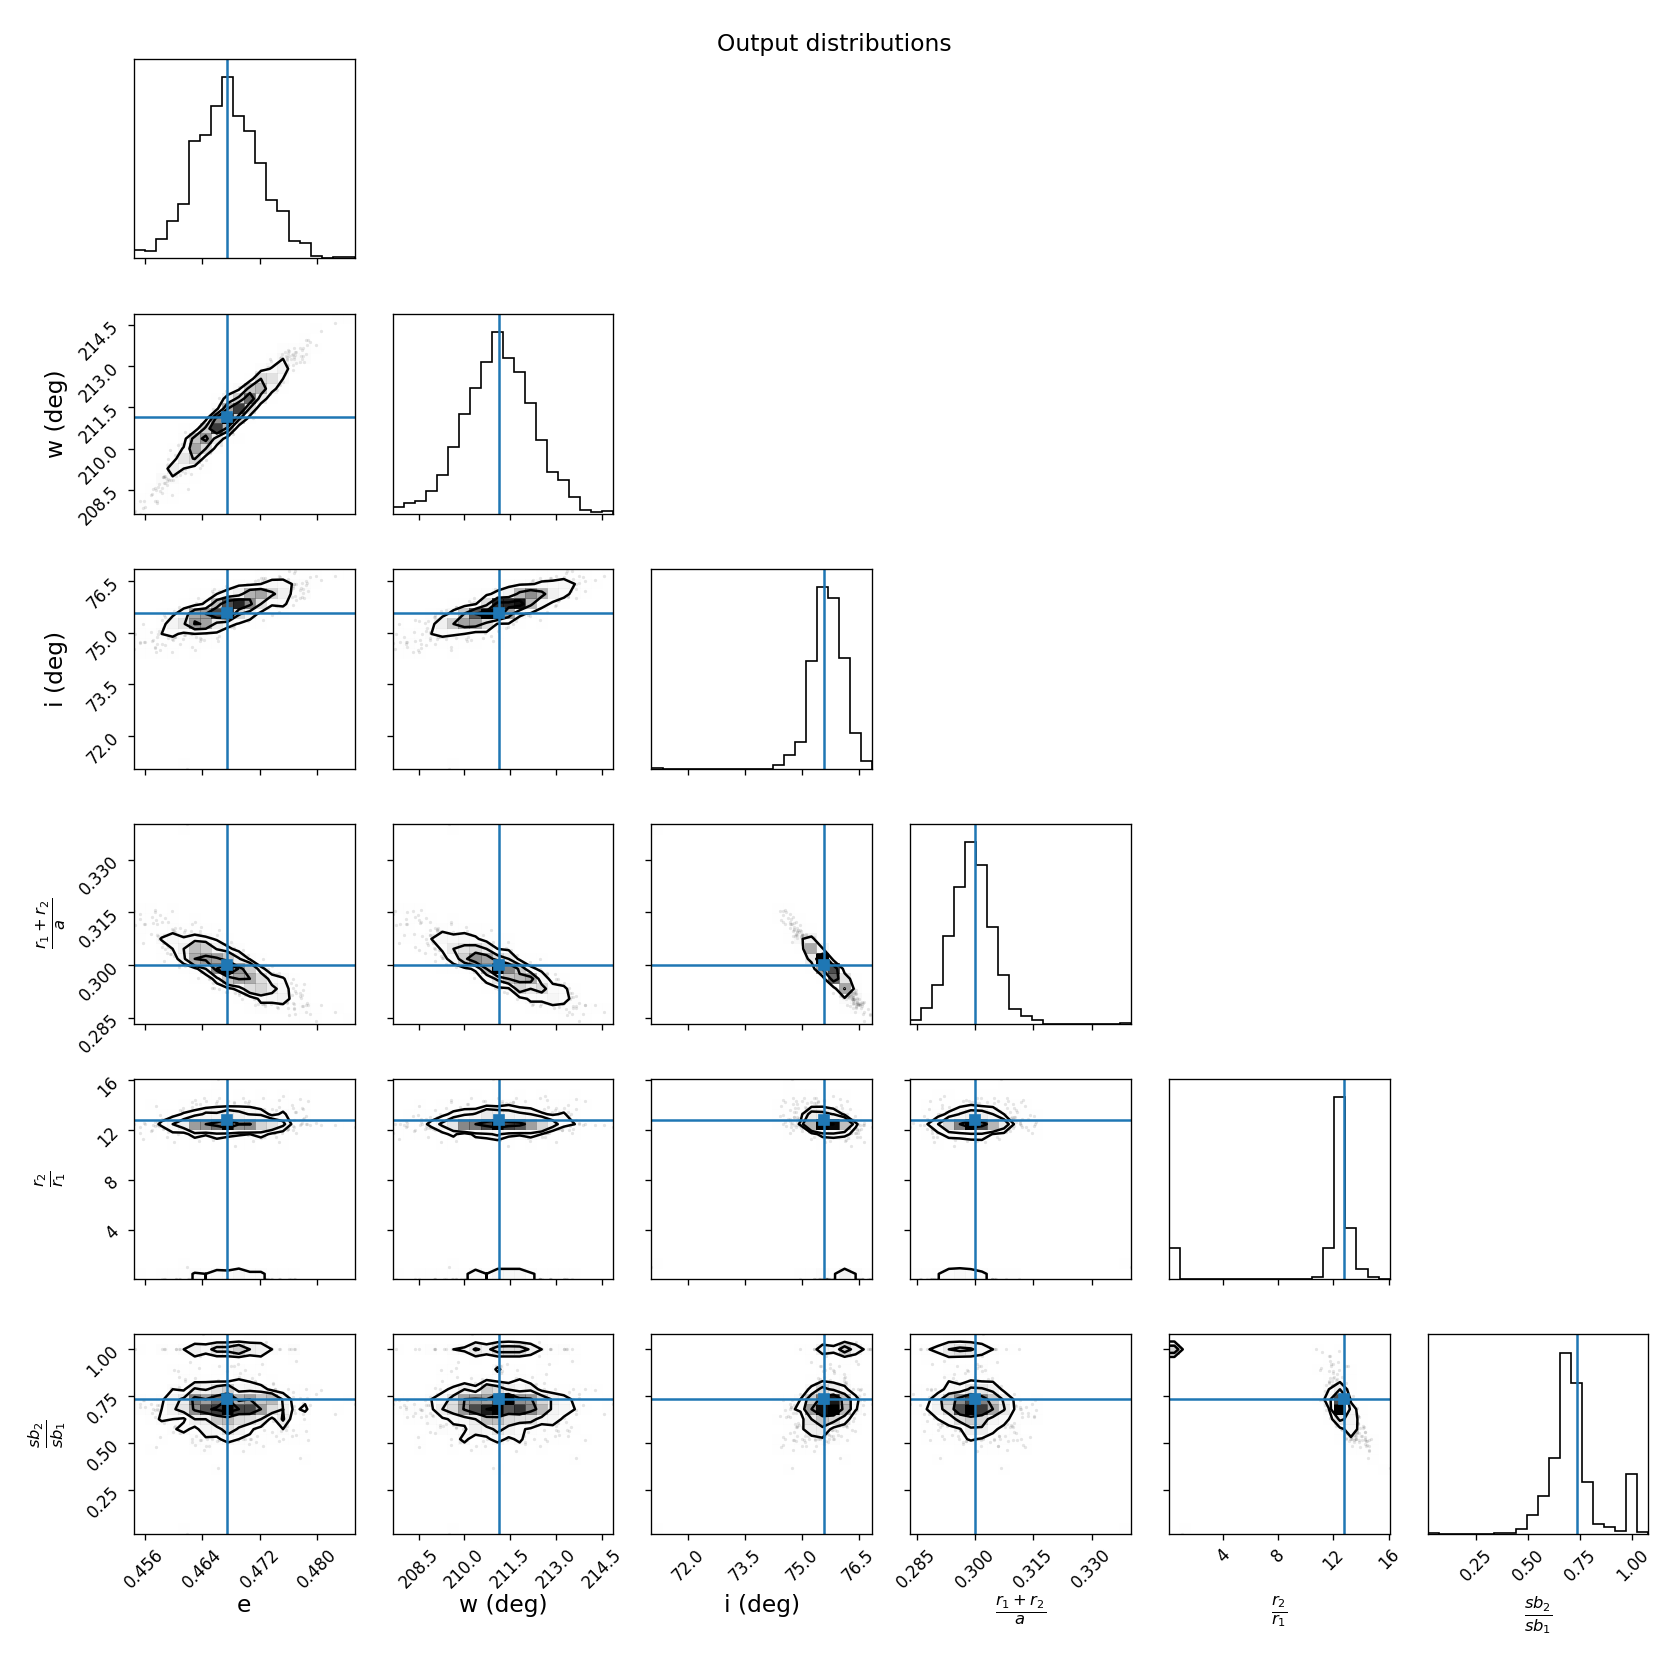 Output distributions
214.5
213.0
211.5
210.0
208.5
w (deg)
76.5
75.0
73.5
72.0
i (deg)
0.330
0.315
0.300
0.285
r₁ + r₂
a
16
12
8
4
r₂
r₁
1.00
0.75
0.50
0.25
sb₂
sb₁
0.456 0.464 0.472 0.480 208.5 210.0 211.5 213.0 214.5 72.0 73.5 75.0 76.5 0.285 0.300 0.315 0.330 4 8 12 16 0.25 0.50 0.75 1.00
e w (deg) i (deg) r₁ + r₂ r₂ sb₂
a r₁ sb₁